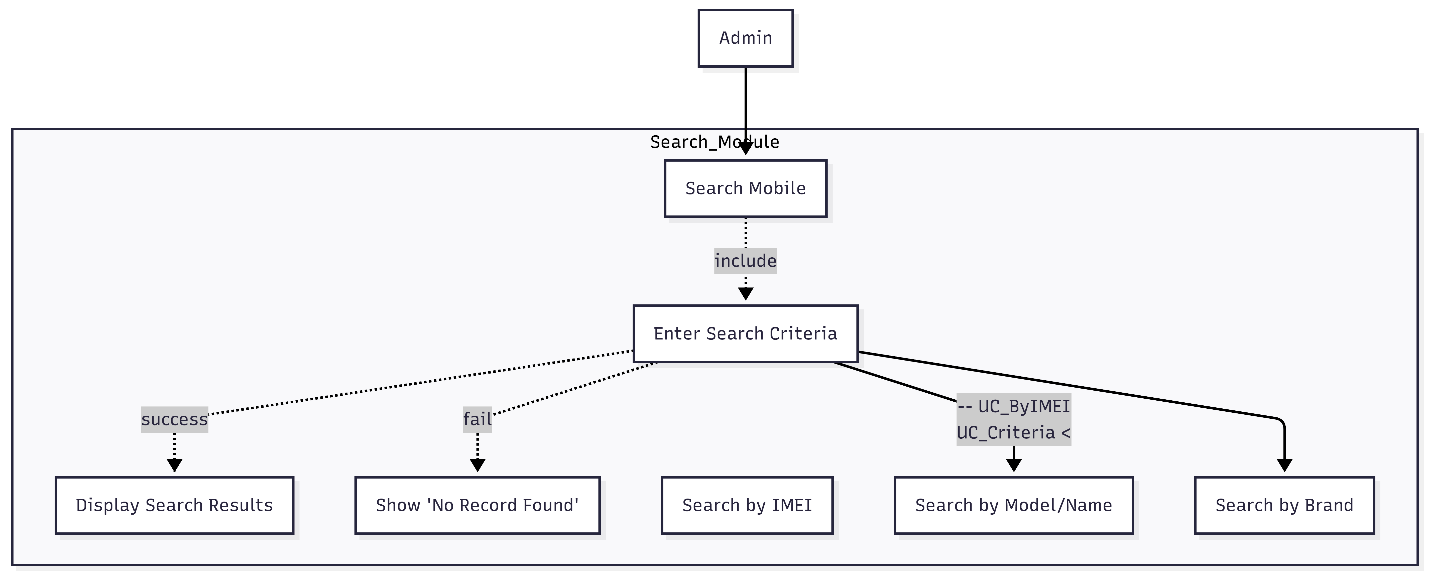 Admin
Search_Module
Search Mobile
include
Enter Search Criteria
success
fail
-- UC_ByIMEI
UC_Criteria <
Display Search Results
Show 'No Record Found'
Search by IMEI
Search by Model/Name
Search by Brand